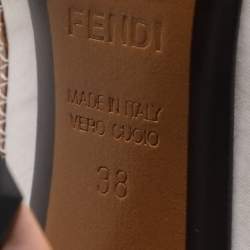 FENDI
MADE IN ITALY
VERO CUOIO
38